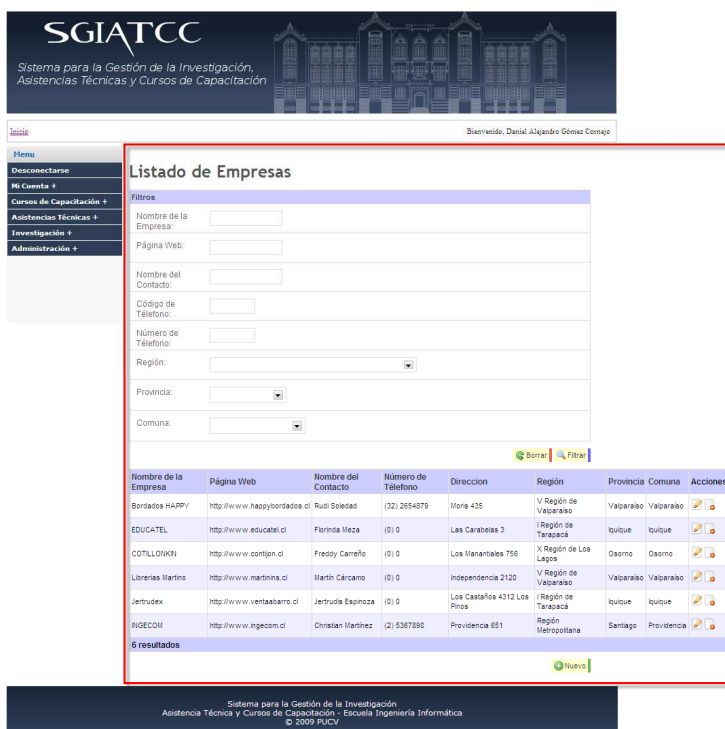 SGIATCC
Sistema para la Gestión de la Investigación,
Asistencias Técnicas y Cursos de Capacitación
Inicio
Bienvenido, Daniel Alejandro Gómez Cornejo
Menu
Desconectarse
Mi Cuenta +
Cursos de Capacitación +
Asistencias Técnicas +
Investigación +
Administración +
Listado de Empresas
Filtros
Nombre de la
Empresa:
Página Web:
Nombre del
Contacto:
Código de
Télefono:
Número de
Télefono:
Región:
Provincia:
Comuna:
Borrar Filtrar
Nombre de la Empresa Página Web Nombre del Contacto Número de Télefono Direccion Región Provincia Comuna Acciones
Bordados HAPPY http://www.happybordados.cl Rudi Soledad (32) 2654879 Moris 435 V Región de Valparaíso Valparaíso Valparaíso
EDUCATEL http://www.educatel.cl Florinda Meza (0) 0 Las Carabelas 3 I Región de Tarapacá Iquique Iquique
COTILLONKIN http://www.contjon.cl Freddy Carreño (0) 0 Los Manantiales 756 X Región de Los Lagos Osorno Osorno
Librerias Martino http://www.martinins.cl Martín Cárcamo (0) 0 Independencia 2120 V Región de Valparaíso Valparaíso Valparaíso
Jertrudex http://www.ventaabarro.cl Jertrudis Espinoza (0) 0 Los Castaños 4312 Los Pinos I Región de Tarapacá Iquique Iquique
INGECOM http://www.ingecom.cl Christian Martínez (2) 5367890 Providencia 651 Región Metropolitana Santiago Providencia
6 resultados
Nuevo
Sistema para la Gestión de la Investigación
Asistencia Técnica y Cursos de Capacitación - Escuela Ingeniería Informática
© 2009 PUCV